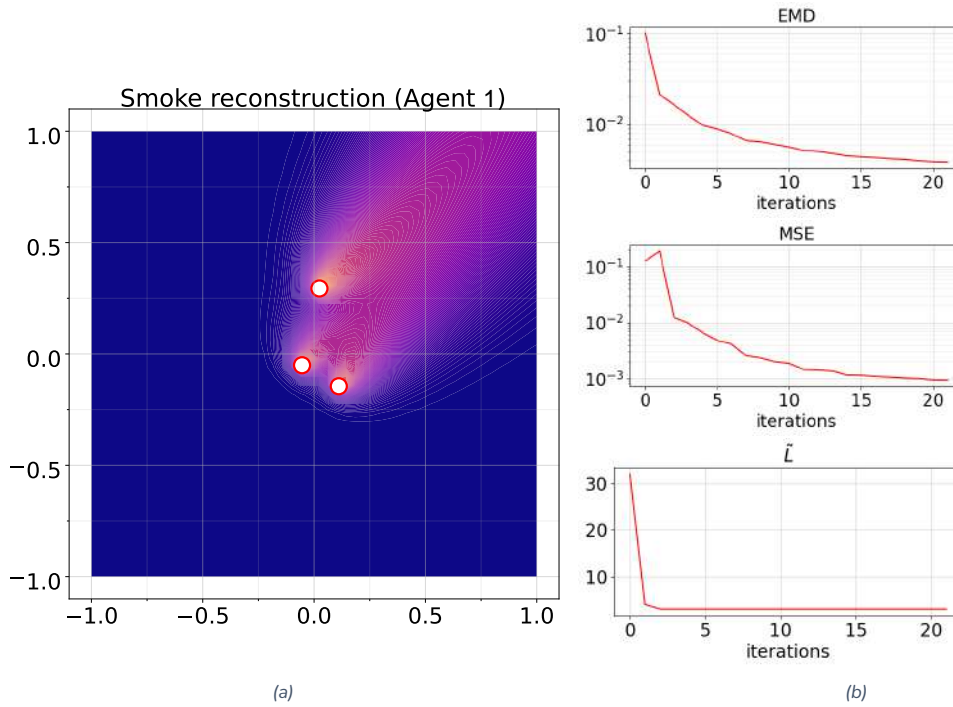 Smoke reconstruction (Agent 1)
1.0
0.5
0.0
−0.5
−1.0
−1.0 0.0 0.5 1.0
(a)
EMD
10⁻¹
10⁻²
0 5 10 15 20
iterations
MSE
10⁻¹
10⁻²
10⁻³
0 5 10 15 20
iterations
L̃
30
20
10
0 5 10 15 20
iterations
(b)